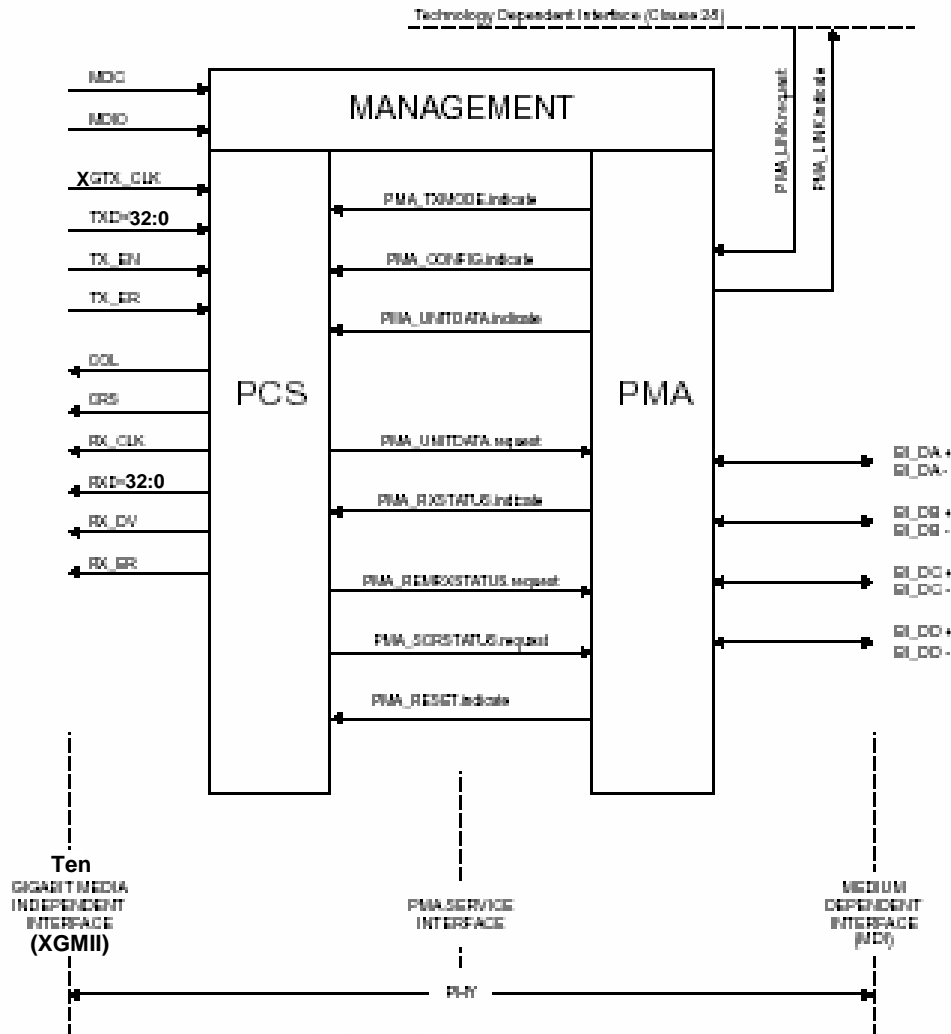 Technology Dependent Interface (Clause 28)
MDC
MDIO
MANAGEMENT
PMA_LINK.request
PMA_LINK.indicate
XGTX_CLK
TXD=32:0
TX_EN
TX_ER
PMA_TXMODE.indicate
PMA_CONFIG.indicate
PMA_UNITDATA.indicate
COL
CRS
RX_CLK
RXD=32:0
RX_DV
RX_ER
PCS
PMA
PMA_UNITDATA.request
PMA_RXSTATUS.indicate
PMA_REMRXSTATUS.request
PMA_SCRSTATUS.request
PMA_RESET.indicate
BI_DA +
BI_DA -
BI_DB +
BI_DB -
BI_DC +
BI_DC -
BI_DD +
BI_DD -
Ten
GIGABIT MEDIA
INDEPENDENT
INTERFACE
(XGMII)
PMA SERVICE
INTERFACE
MEDIUM
DEPENDENT
INTERFACE
(MDI)
PHY